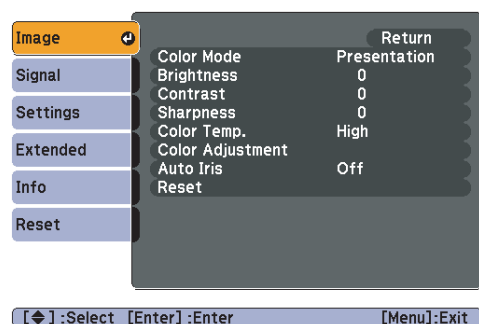 Image
Signal
Settings
Extended
Info
Reset
Return
Color Mode Presentation
Brightness 0
Contrast 0
Sharpness 0
Color Temp. High
Color Adjustment
Auto Iris Off
Reset
[◆] :Select [Enter] :Enter [Menu]:Exit